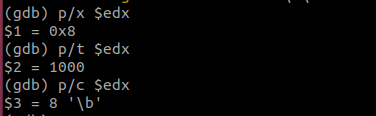 (gdb) p/x $edx
$1 = 0x8
(gdb) p/t $edx
$2 = 1000
(gdb) p/c $edx
$3 = 8 '\b'